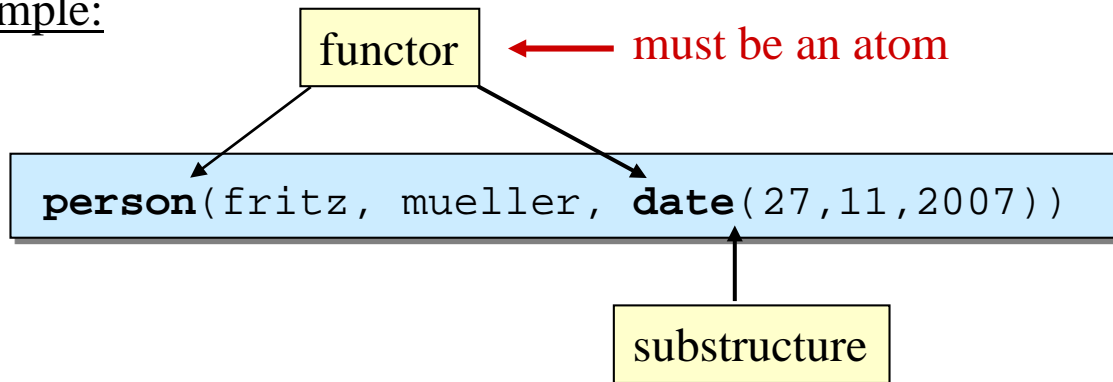 mple:
functor
must be an atom
person(fritz, mueller, date(27,11,2007))
substructure